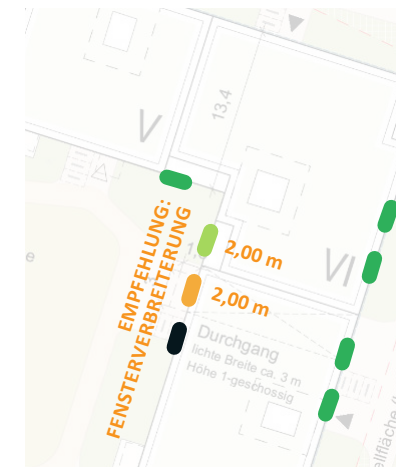 13,4
V
EMPFEHLUNG:
FENSTERVERBREITERUNG
2,00 m
VI
2,00 m
Durchgang
lichte Breite ca. 3 m
Höhe 1-geschossig
e